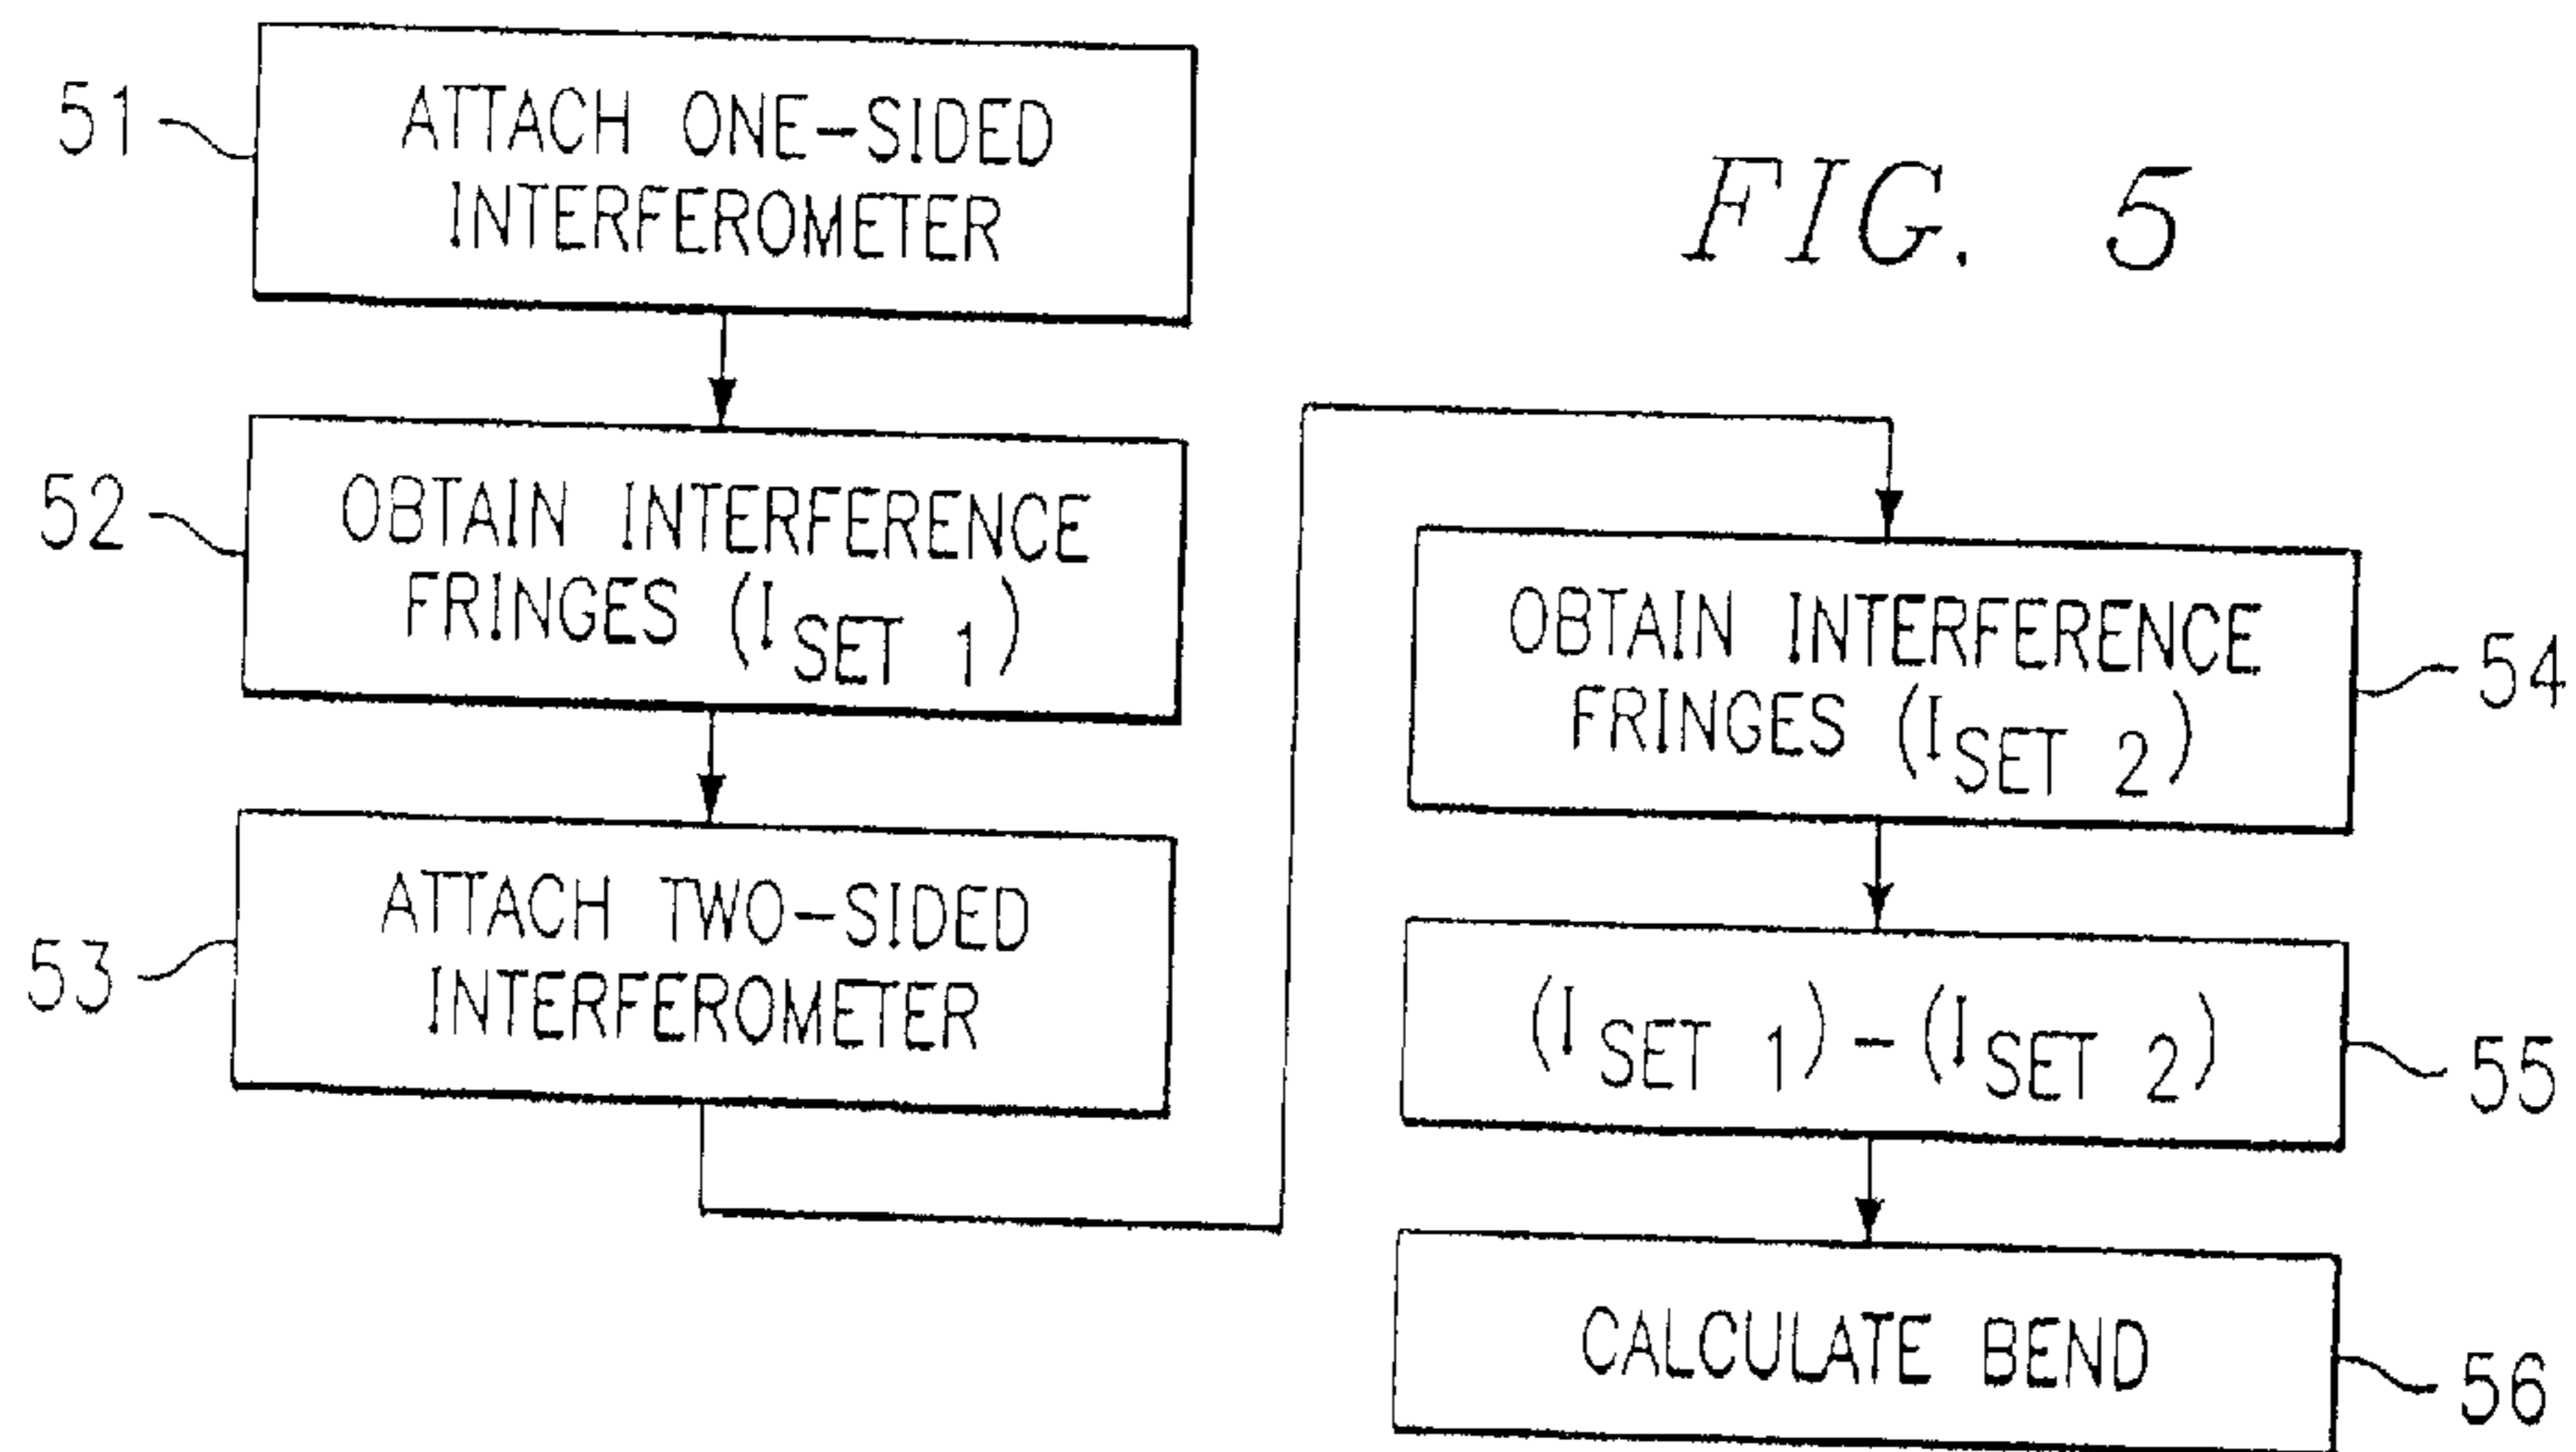 FIG. 5
51
ATTACH ONE-SIDED
INTERFEROMETER
52
OBTAIN INTERFERENCE
FRINGES (I SET 1)
53
ATTACH TWO-SIDED
INTERFEROMETER
OBTAIN INTERFERENCE
FRINGES (I SET 2)
54
(I SET 1) - (I SET 2)
55
CALCULATE BEND
56